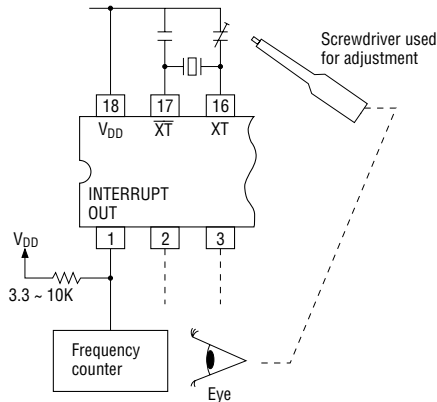 Screwdriver used
for adjustment
18
17
16
VDD
XT
XT
INTERRUPT
OUT
VDD
1
2
3
3.3 ~ 10K
Frequency
counter
Eye